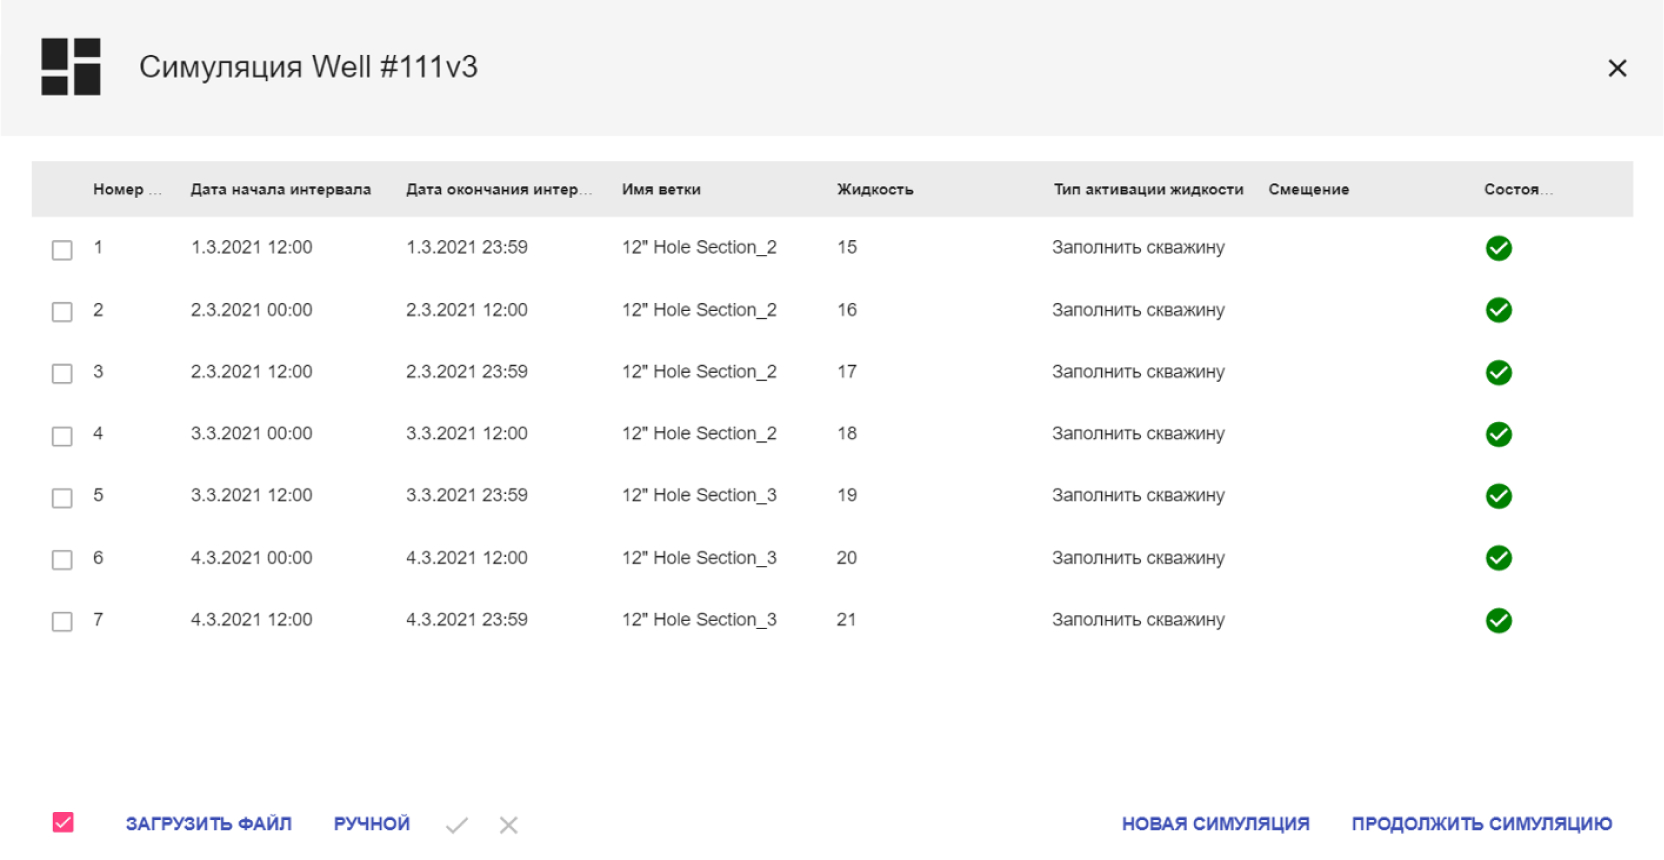 Симуляция Well #111v3
Номер ... Дата начала интервала Дата окончания интер... Имя ветки Жидкость Тип активации жидкости Смещение Состоя...
1 1.3.2021 12:00 1.3.2021 23:59 12" Hole Section_2 15 Заполнить скважину
2 2.3.2021 00:00 2.3.2021 12:00 12" Hole Section_2 16 Заполнить скважину
3 2.3.2021 12:00 2.3.2021 23:59 12" Hole Section_2 17 Заполнить скважину
4 3.3.2021 00:00 3.3.2021 12:00 12" Hole Section_2 18 Заполнить скважину
5 3.3.2021 12:00 3.3.2021 23:59 12" Hole Section_3 19 Заполнить скважину
6 4.3.2021 00:00 4.3.2021 12:00 12" Hole Section_3 20 Заполнить скважину
7 4.3.2021 12:00 4.3.2021 23:59 12" Hole Section_3 21 Заполнить скважину
ЗАГРУЗИТЬ ФАЙЛ РУЧНОЙ НОВАЯ СИМУЛЯЦИЯ ПРОДОЛЖИТЬ СИМУЛЯЦИЮ